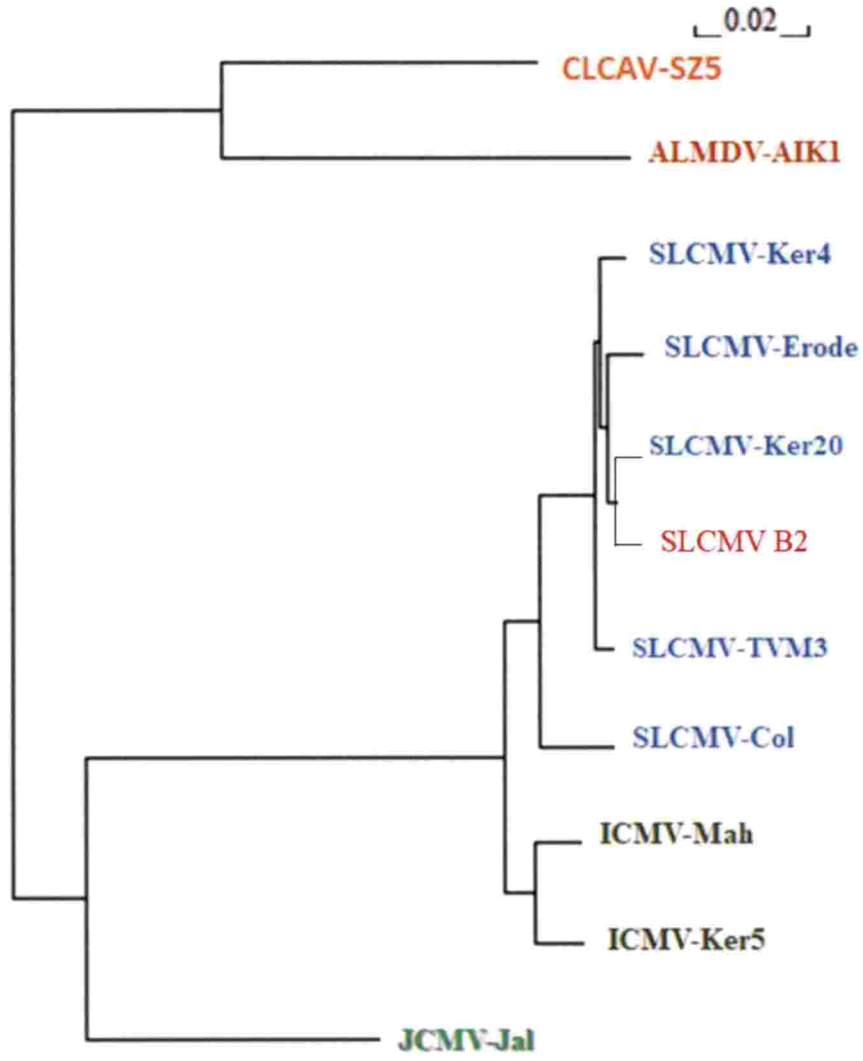 0.02
CLCAV-SZ5
ALMDV-AIK1
SLCMV-Ker4
SLCMV-Erode
SLCMV-Ker20
SLCMV B2
SLCMV-TVM3
SLCMV-Col
ICMV-Mah
ICMV-Ker5
JCMV-Jal